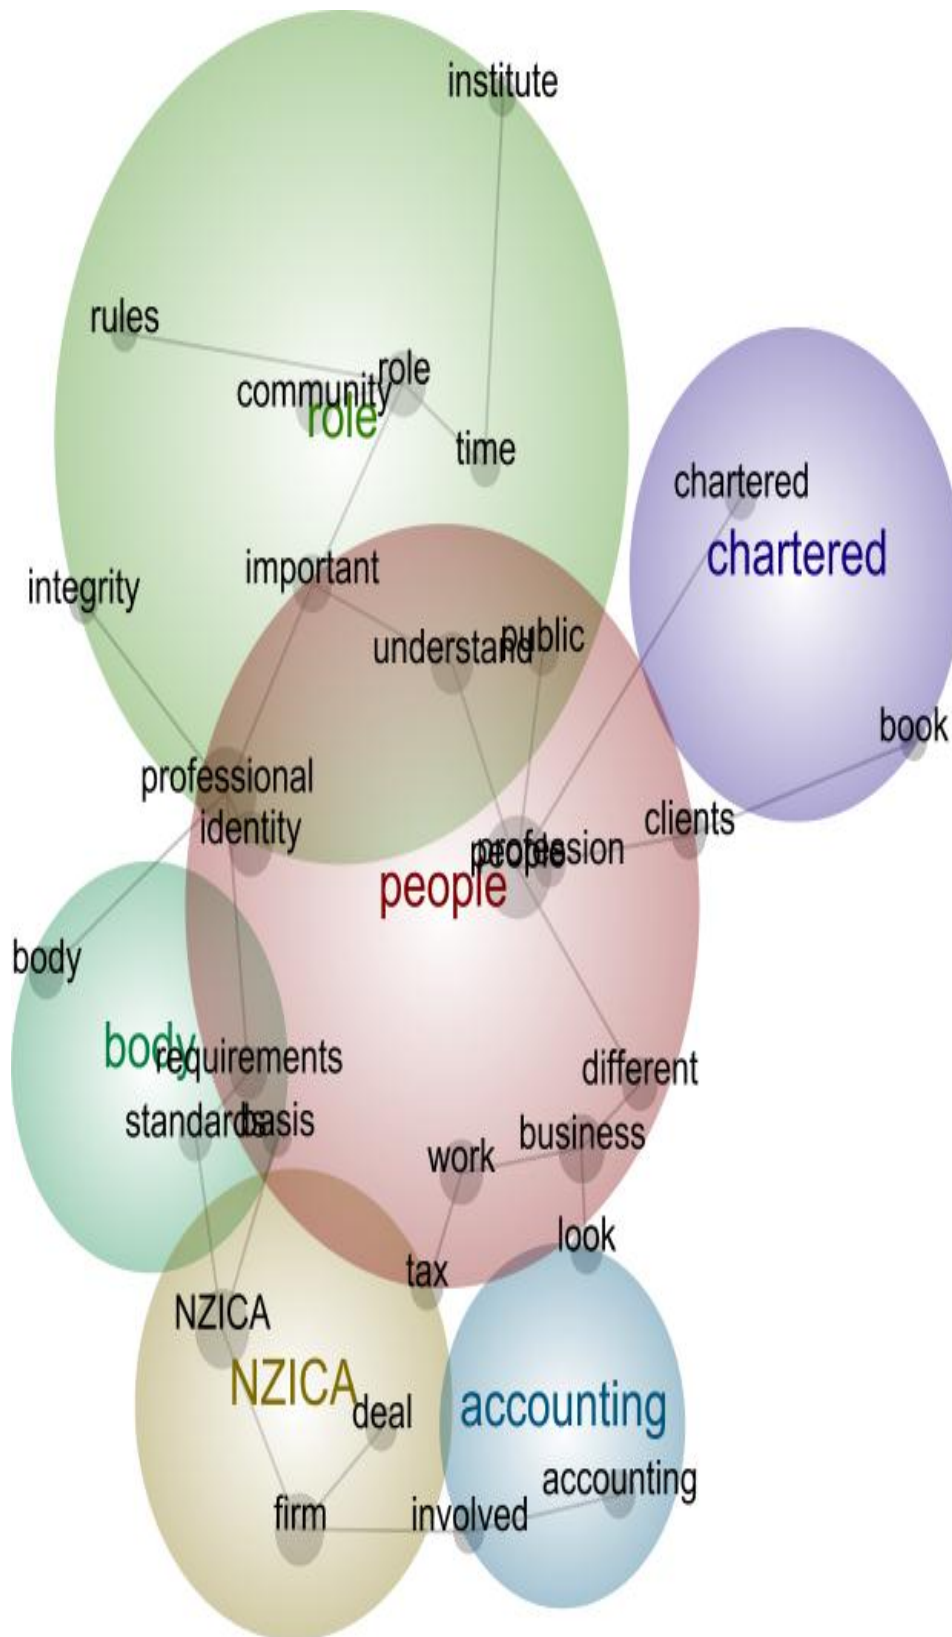 institute
rules
role
community
role
time
chartered
chartered
important
integrity
public
understand
book
professional
identity
clients
profession
people
people
body
body
requirements
different
standards
basis
business
work
look
tax
NZICA
NZICA
deal
accounting
accounting
firm
involved